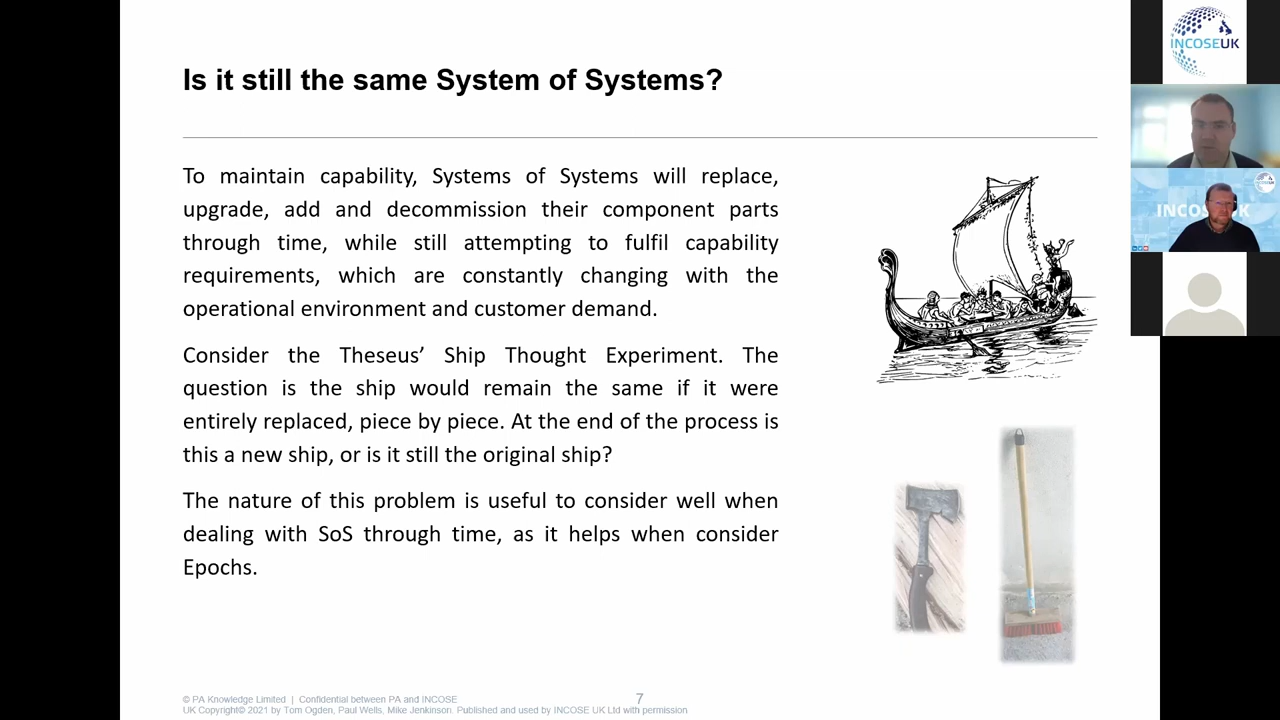 Is it still the same System of Systems?
To maintain capability, Systems of Systems will replace,
upgrade, add and decommission their component parts
through time, while still attempting to fulfil capability
requirements, which are constantly changing with the
operational environment and customer demand.
Consider the Theseus’ Ship Thought Experiment. The
question is the ship would remain the same if it were
entirely replaced, piece by piece. At the end of the process is
this a new ship, or is it still the original ship?
The nature of this problem is useful to consider well when
dealing with SoS through time, as it helps when consider
Epochs.
© PA Knowledge Limited | Confidential between PA and INCOSE
UK Copyright© 2021 by Tom Ogden, Paul Wells, Mike Jenkinson. Published and used by INCOSE UK Ltd with permission
7
INCOSEUK